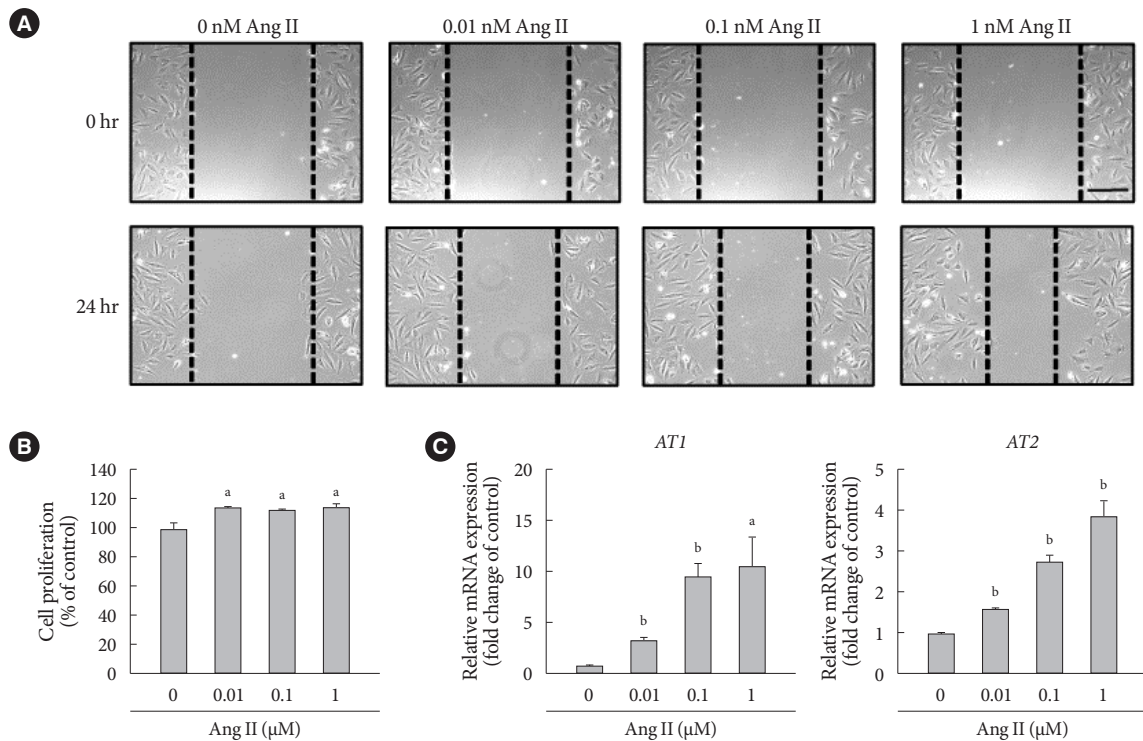 A
0 nM Ang II
0.01 nM Ang II
0.1 nM Ang II
1 nM Ang II
0 hr
24 hr
B
Cell proliferation
(% of control)
140
120
100
80
60
40
20
0
a
a
a
0
0.01
0.1
1
Ang II (μM)
C
AT1
Relative mRNA expression
(fold change of control)
20
15
10
5
0
b
b
a
0
0.01
0.1
1
Ang II (μM)
AT2
Relative mRNA expression
(fold change of control)
5
4
3
2
1
0
b
b
b
0
0.01
0.1
1
Ang II (μM)